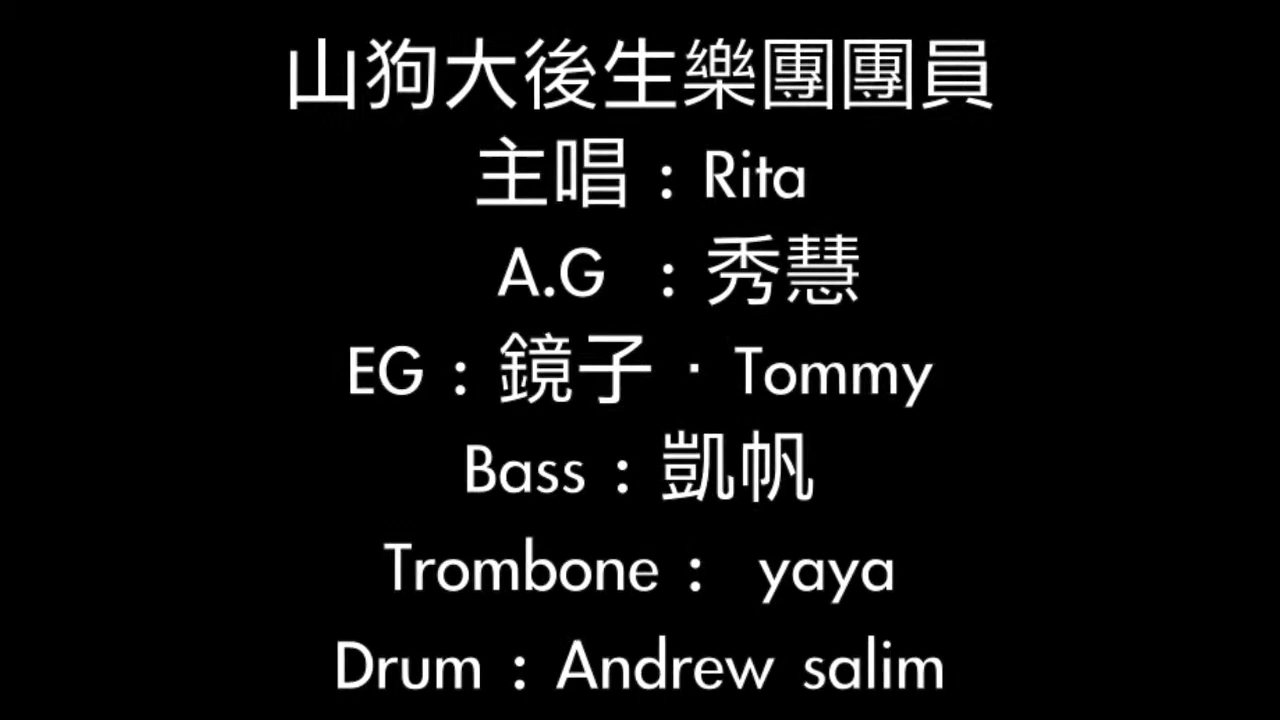 山狗大後生樂團團員
主唱 : Rita
A.G : 秀慧
EG : 鏡子 · Tommy
Bass : 凱帆
Trombone : yaya
Drum : Andrew salim